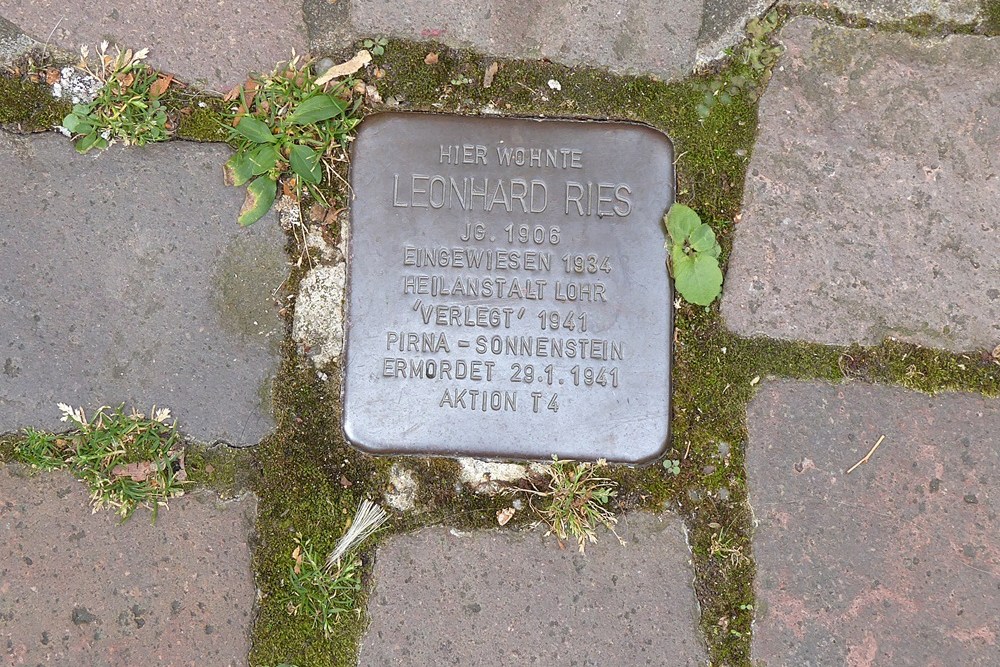 HIER WOHNTE
LEONHARD RIES
JG. 1906
EINGEWIESEN 1934
HEILANSTALT LOHR
"VERLEGT" 1941
PIRNA - SONNENSTEIN
ERMORDET 29.1.1941
AKTION T4